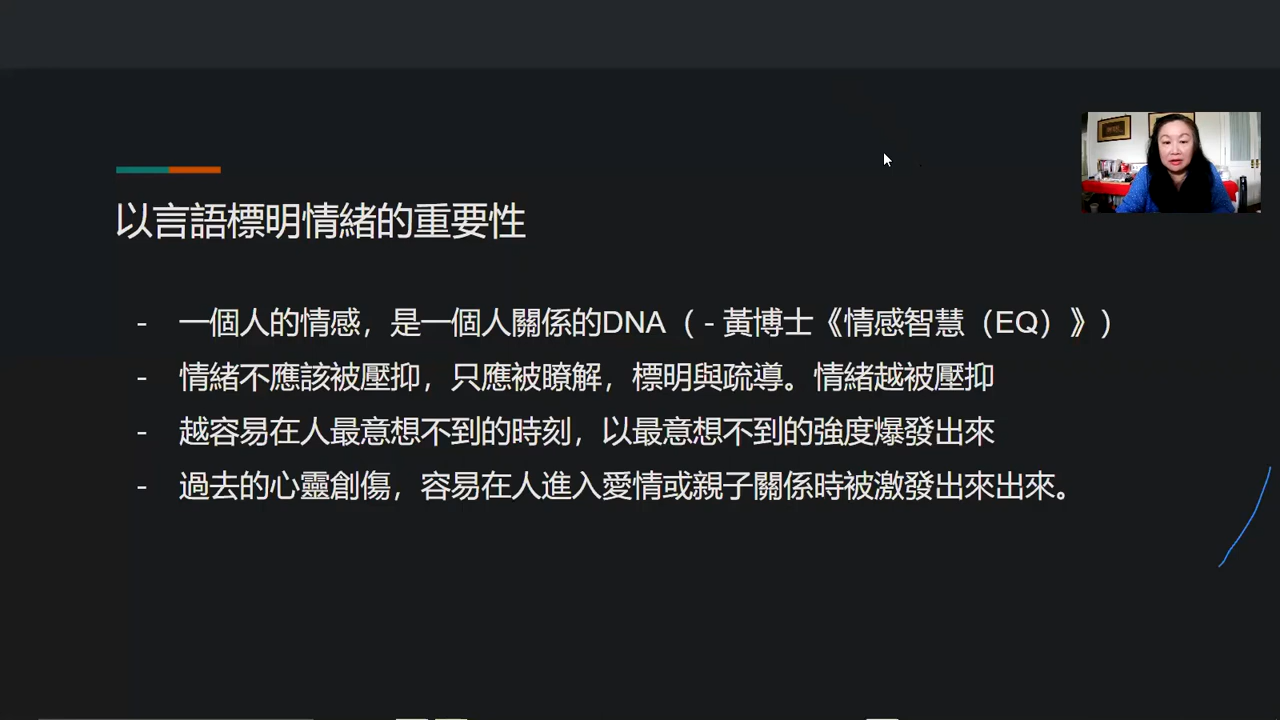 以言語標明情緒的重要性
- 一個人的情感，是一個人關係的DNA（ - 黃博士《情感智慧（EQ）》）
- 情緒不應該被壓抑，只應被瞭解，標明與疏導。情緒越被壓抑
- 越容易在人最意想不到的時刻，以最意想不到的強度爆發出來
- 過去的心靈創傷，容易在人進入愛情或親子關係時被激發出來出來。